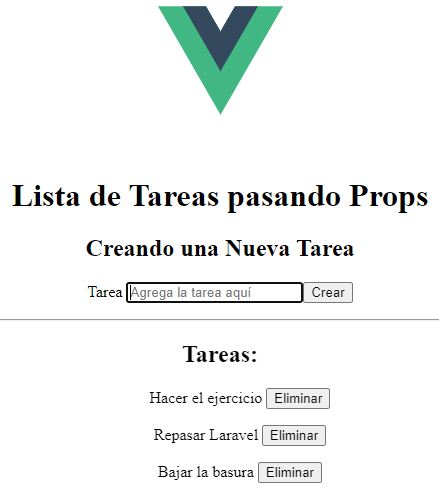 Lista de Tareas pasando Props
Creando una Nueva Tarea
Tarea Agrega la tarea aquí Crear
Tareas:
Hacer el ejercicio Eliminar
Repasar Laravel Eliminar
Bajar la basura Eliminar